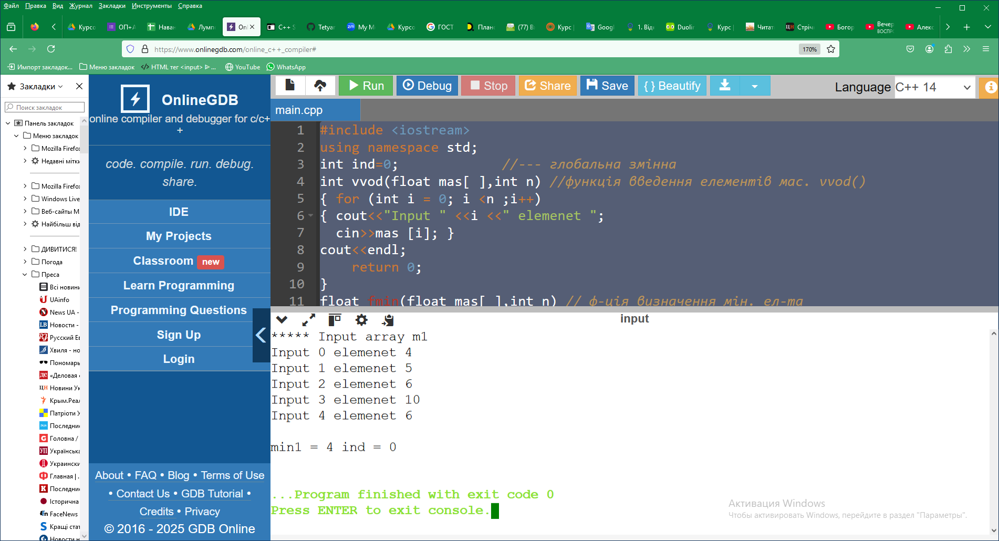 Файл Правка Вид Журнал Закладки Инструменты Справка
Курсо ОП+ Наван Лумп Onl C++ S Tetyar My M Курсо ГОСТ Планс (77) В Курс | Googl 1. Відк Duolin Курс | Читат Стріч Богор Вечер Алекс
ВОСПРО
https://www.onlinegdb.com/online_c++_compiler# 170%
Импорт закладок... Меню закладок HTML тег <input> ᐈ ... YouTube WhatsApp
Закладки
Поиск закладок
Панель закладок
Меню закладок
Mozilla Firefo
Недавні мітки
Mozilla Firefo
Windows Live
Веб-сайты M
Найбільш від
ДИВИТИСЯ!
Погода
Преса
Всі новини
UAinfo
News UA -
Новости -
Русский Ев
Хвиля - но
Пономарь
«Деловая
Новини Ук
Крым.Реал
Патріоти У
Последние
Головна /
Українська
Украински
Главная | .
Последние
Історична
FaceNews
Кращі стат
Новости н
OnlineGDB
online compiler and debugger for c/c+
+
code. compile. run. debug.
share.
IDE
My Projects
Classroom new
Learn Programming
Programming Questions
Sign Up
Login
About • FAQ • Blog • Terms of Use
• Contact Us • GDB Tutorial •
Credits • Privacy
© 2016 - 2025 GDB Online
Run Debug Stop Share Save { } Beautify Language C++ 14
main.cpp
1 #include <iostream>
2 using namespace std;
3 int ind=0; //--- глобальна змінна
4 int vvod(float mas[ ],int n) //функція введення елементів мас. vvod()
5 { for (int i = 0; i <n ;i++)
6 { cout<<"Input " <<i <<" elemenet ";
7 cin>>mas [i]; }
8 cout<<endl;
9 return 0;
10 }
11 float fmin(float mas[ ],int n) // ф-ція визначення мін. ел-та
input
***** Input array m1
Input 0 elemenet 4
Input 1 elemenet 5
Input 2 elemenet 6
Input 3 elemenet 10
Input 4 elemenet 6
min1 = 4 ind = 0
...Program finished with exit code 0
Press ENTER to exit console.
Активация Windows
Чтобы активировать Windows, перейдите в раздел "Параметры".